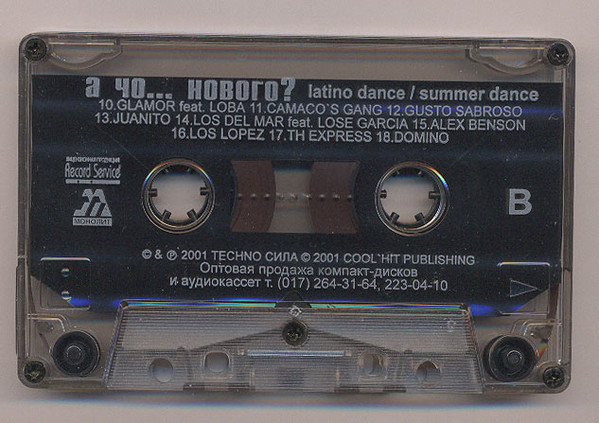 а чо... нового? latino dance / summer dance
10.GLAMOR feat. LOBA 11.CAMACO`S GANG 12.GUSTO SABROSO
13.JUANITO 14.LOS DEL MAR feat. LOSE GARCIA 15.ALEX BENSON
16.LOS LOPEZ 17.TH EXPRESS 18.DOMINO
ЛИЦЕНЗИОННАЯ ПРОДУКЦИЯ
Record Service
МОНОЛИТ
B
© & ℗ 2001 TECHNO СИЛА © 2001 COOL`HIT PUBLISHING
Оптовая продажа компакт-дисков
и аудиокассет т. (017) 264-31-64, 223-04-10